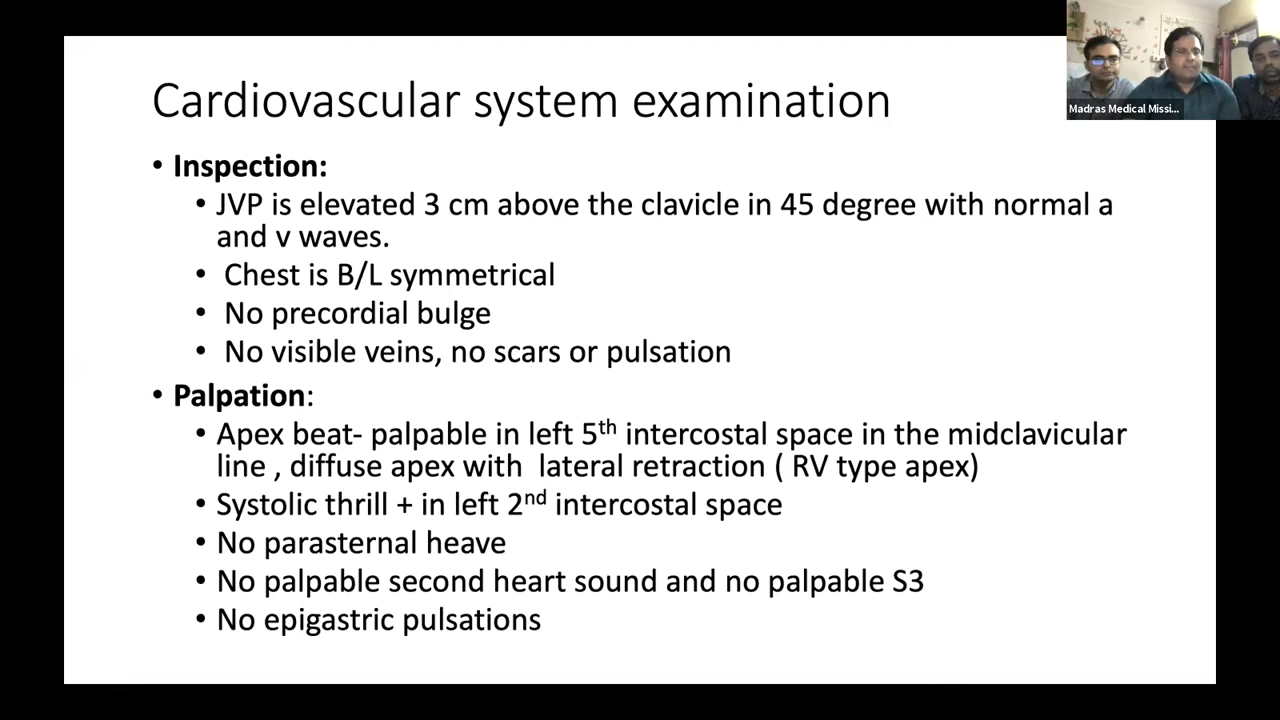 Cardiovascular system examination
Madras Medical Missi...
• Inspection:
• JVP is elevated 3 cm above the clavicle in 45 degree with normal a
and v waves.
• Chest is B/L symmetrical
• No precordial bulge
• No visible veins, no scars or pulsation
• Palpation:
• Apex beat- palpable in left 5th intercostal space in the midclavicular
line , diffuse apex with lateral retraction ( RV type apex)
• Systolic thrill + in left 2nd intercostal space
• No parasternal heave
• No palpable second heart sound and no palpable S3
• No epigastric pulsations